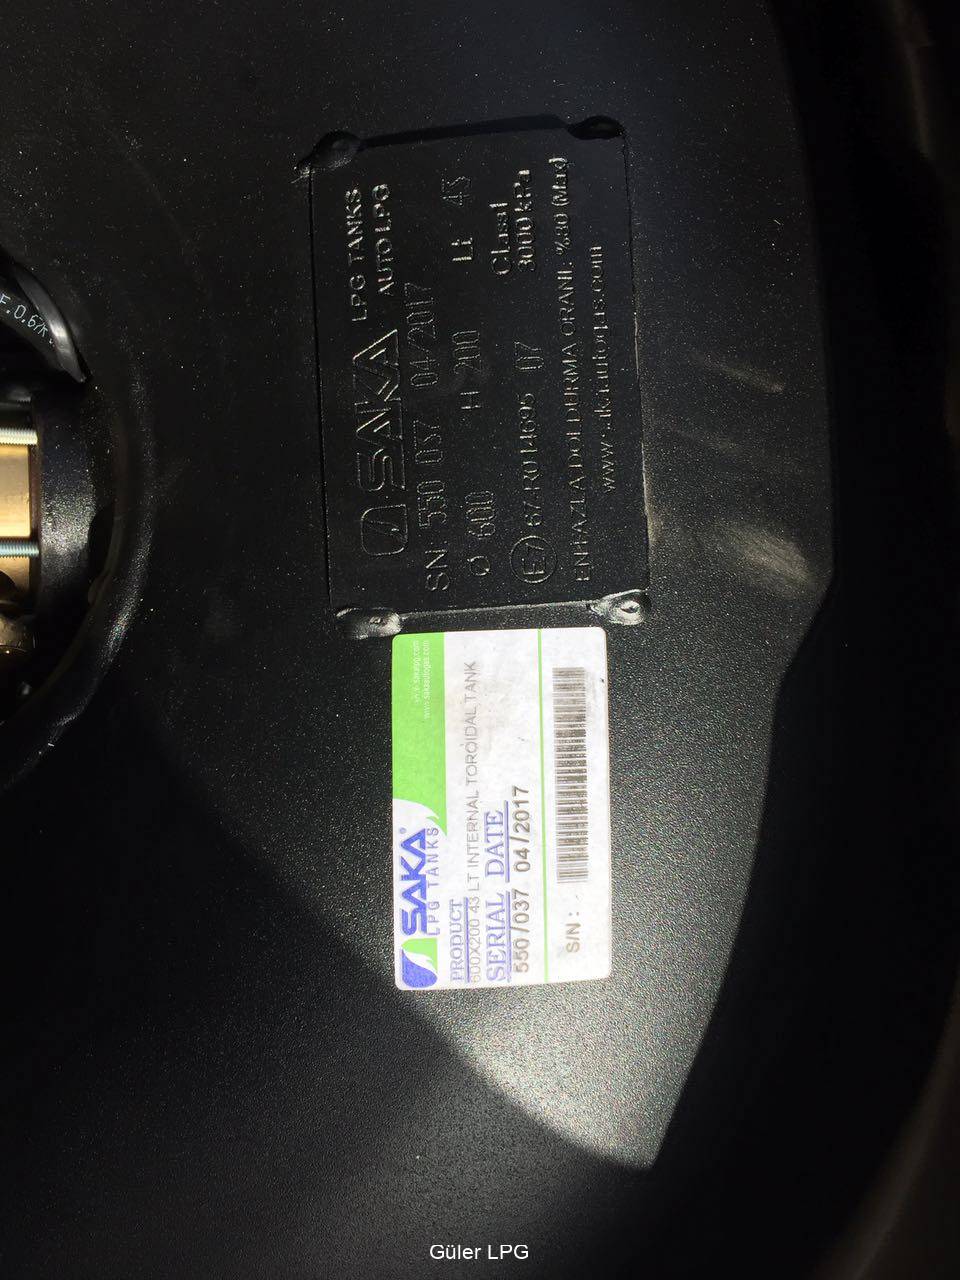 SAKA LPG TANKS
AUTO LPG
SN: 550 037 04/2017
Ø 600 H 200 Lt 43
Class1
E7 67 R01 4695 07 3000 kPa
EN FAZLA DOLDURMA ORANI: %80 (Max)
www.sakaautogas.com
www.sakalpg.com
www.sakaautogas.com
SAKA®
LPG TANKS
PRODUCT
600X200 43 LT INTERNAL TOROIDAL TANK
SERIAL DATE
550/037 04/2017
S/N :
Güler LPG